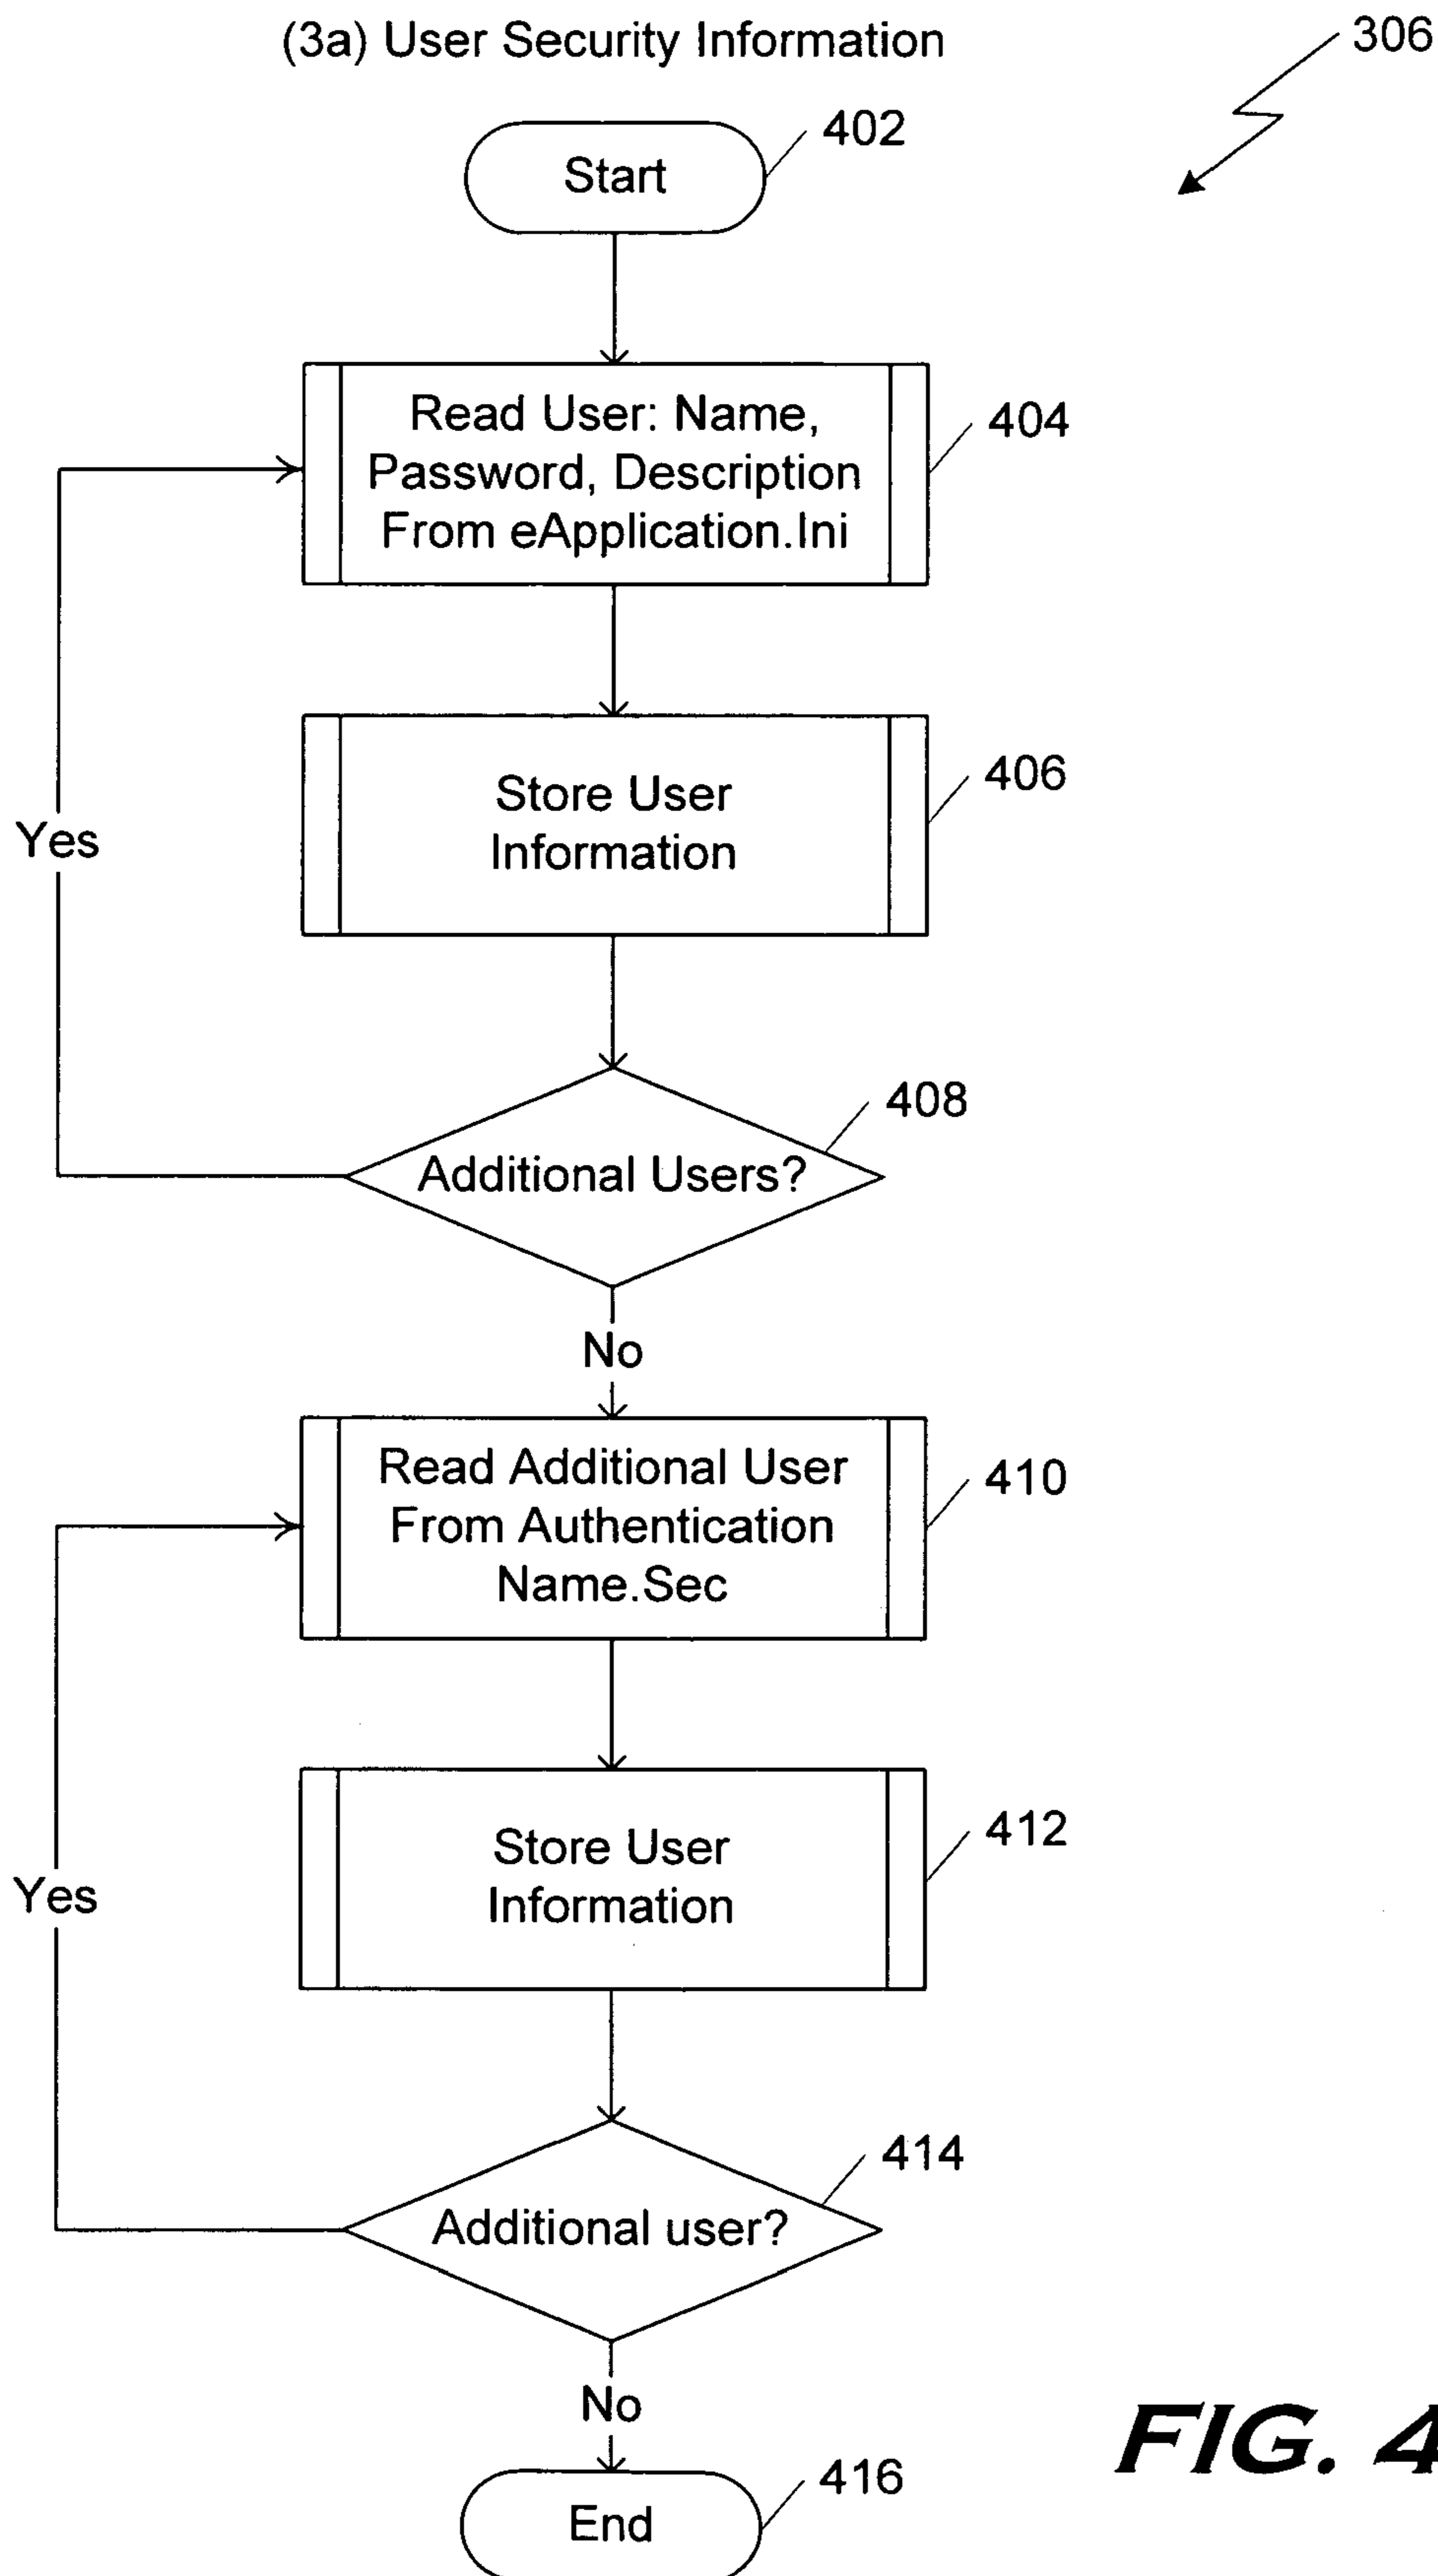 (3a) User Security Information
306
402
Start
Read User: Name,
Password, Description
From eApplication.Ini
404
Store User
Information
406
Yes
408
Additional Users?
No
Read Additional User
From Authentication
Name.Sec
410
Store User
Information
412
Yes
414
Additional user?
No
416
End
FIG. 4